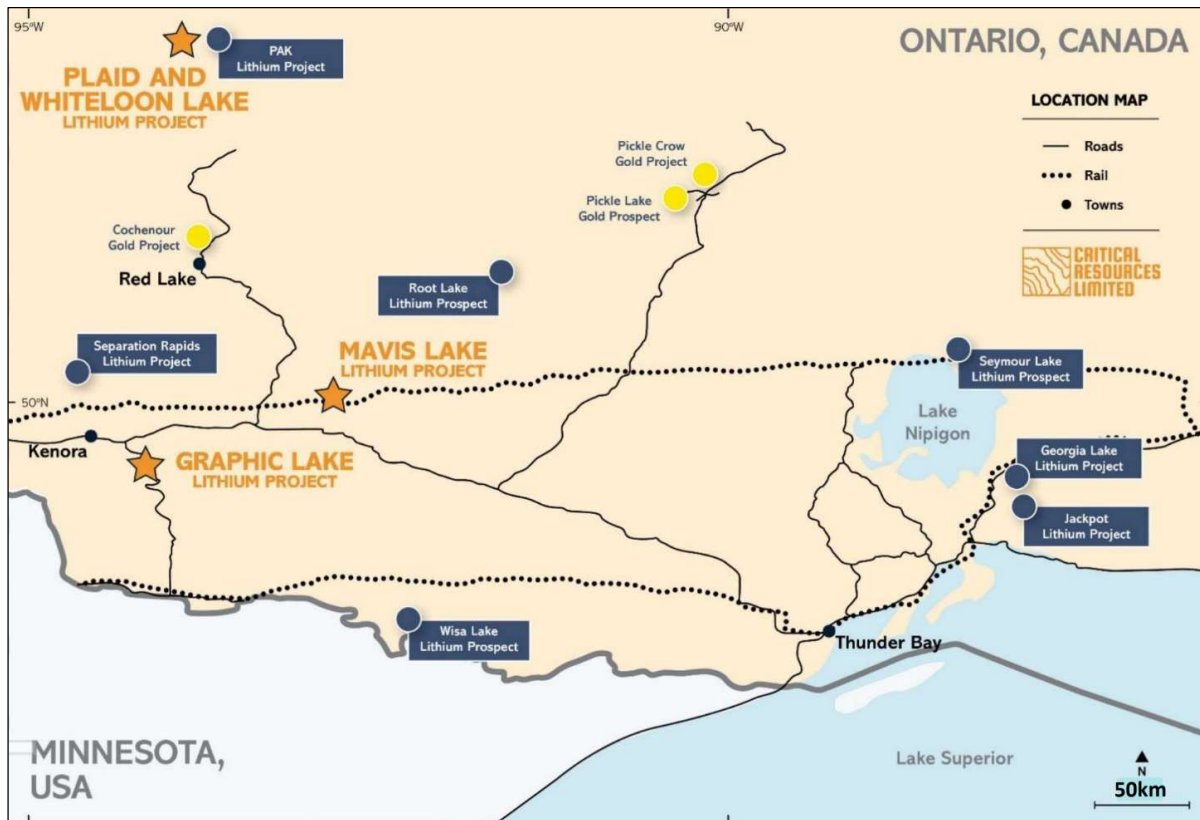 95°W
90°W
ONTARIO, CANADA
PAK
Lithium Project
PLAID AND
WHITELOON LAKE
LITHIUM PROJECT
LOCATION MAP
Roads
Rail
Towns
CRITICAL
RESOURCES
LIMITED
Pickle Crow
Gold Project
Pickle Lake
Gold Prospect
Cochenour
Gold Project
Red Lake
Root Lake
Lithium Prospect
Separation Rapids
Lithium Project
MAVIS LAKE
LITHIUM PROJECT
Seymour Lake
Lithium Prospect
50°N
Lake
Nipigon
Kenora
GRAPHIC LAKE
LITHIUM PROJECT
Georgia Lake
Lithium Project
Jackpot
Lithium Project
Wisa Lake
Lithium Prospect
Thunder Bay
MINNESOTA,
USA
Lake Superior
N
50km